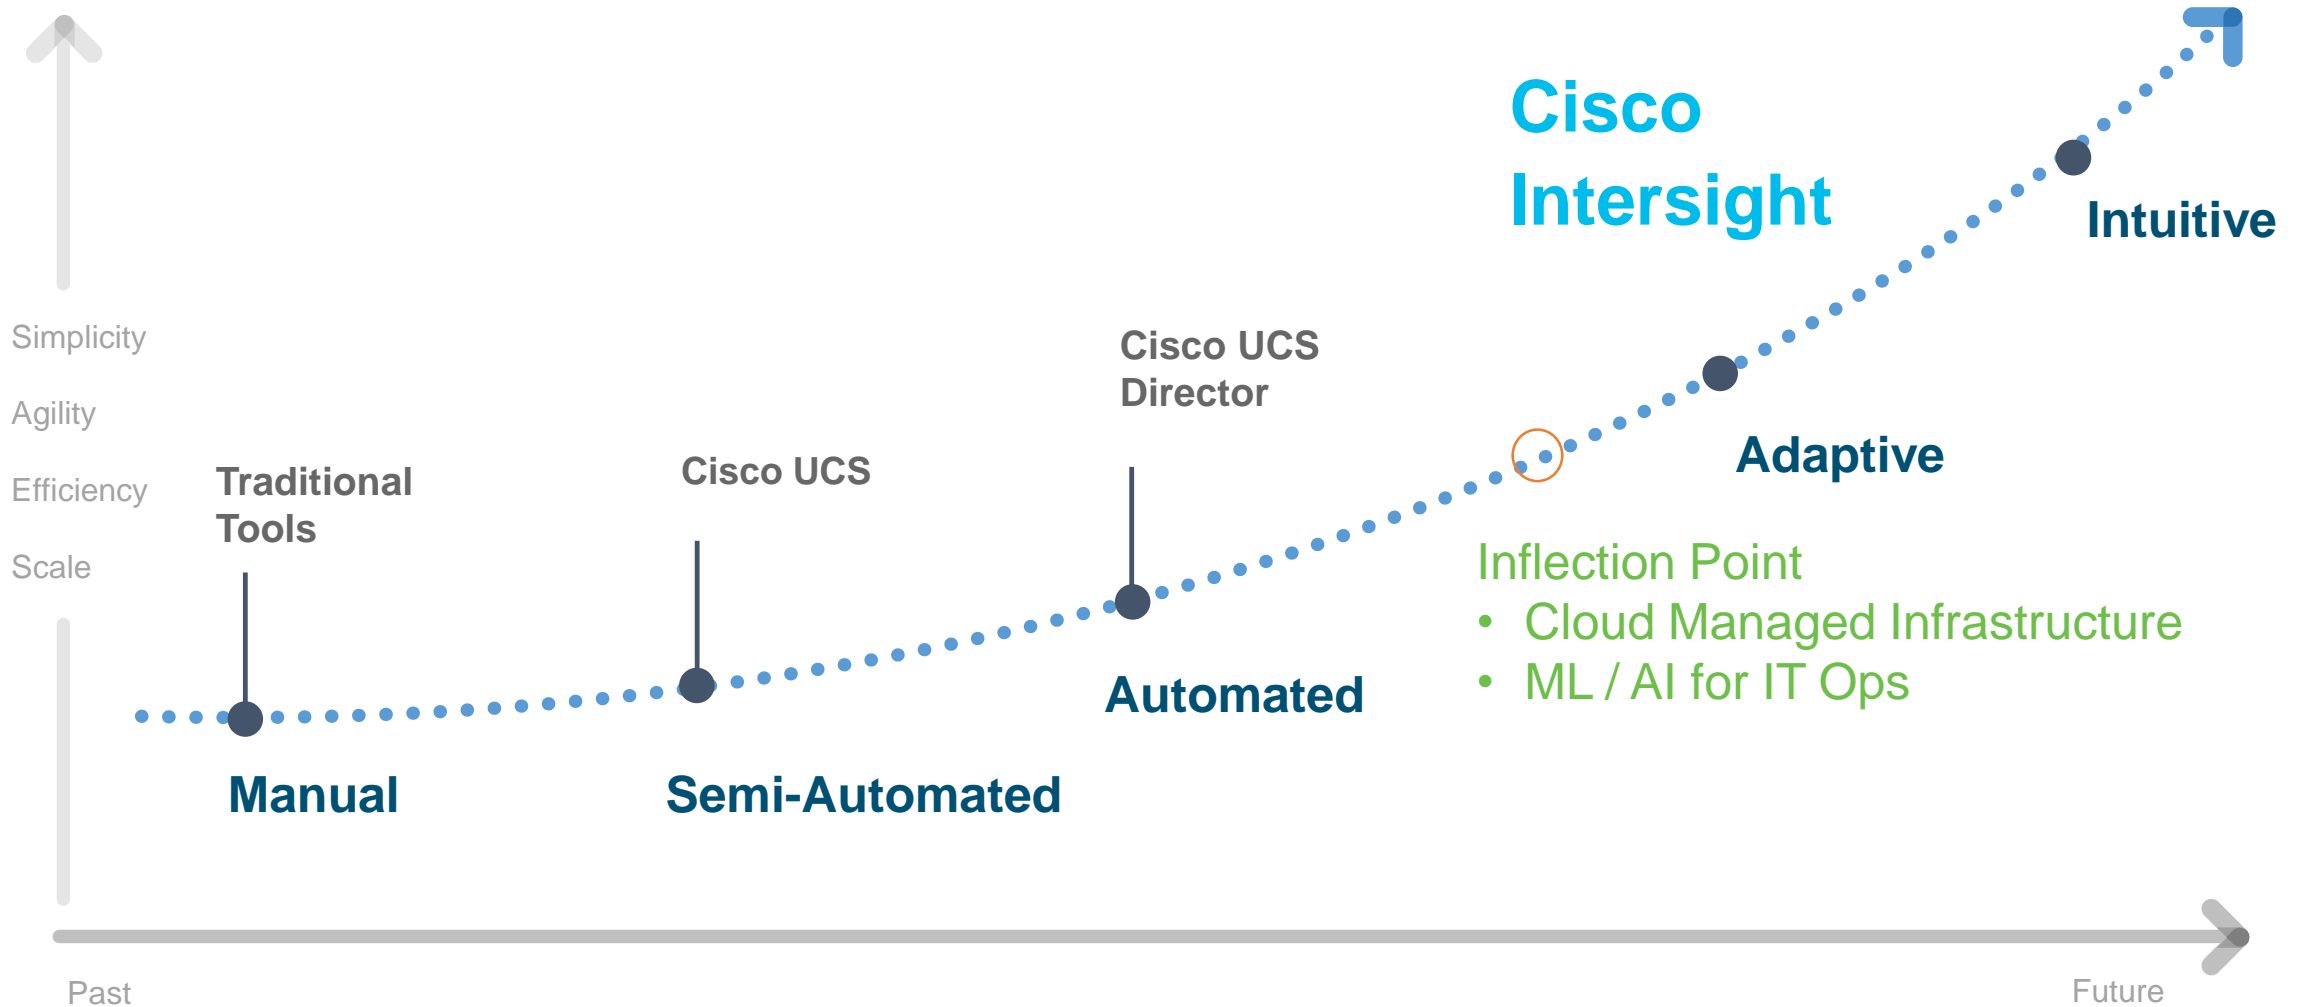 Cisco
Intersight
Intuitive
Simplicity
Agility
Efficiency
Scale
Traditional
Tools
Cisco UCS
Cisco UCS
Director
Adaptive
Inflection Point
• Cloud Managed Infrastructure
• ML / AI for IT Ops
Automated
Manual
Semi-Automated
Past
Future